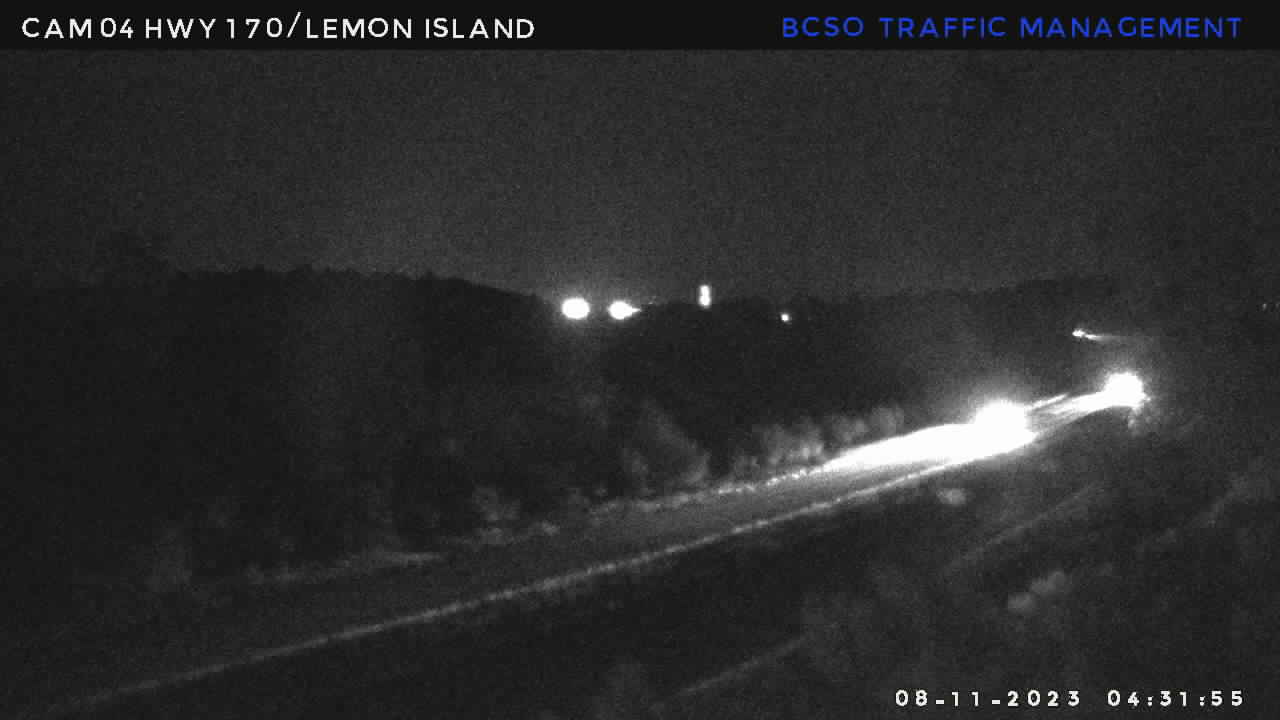 CAM04 HWY 170/LEMON ISLAND
BCSO TRAFFIC MANAGEMENT
08-11-2023 04:31:55